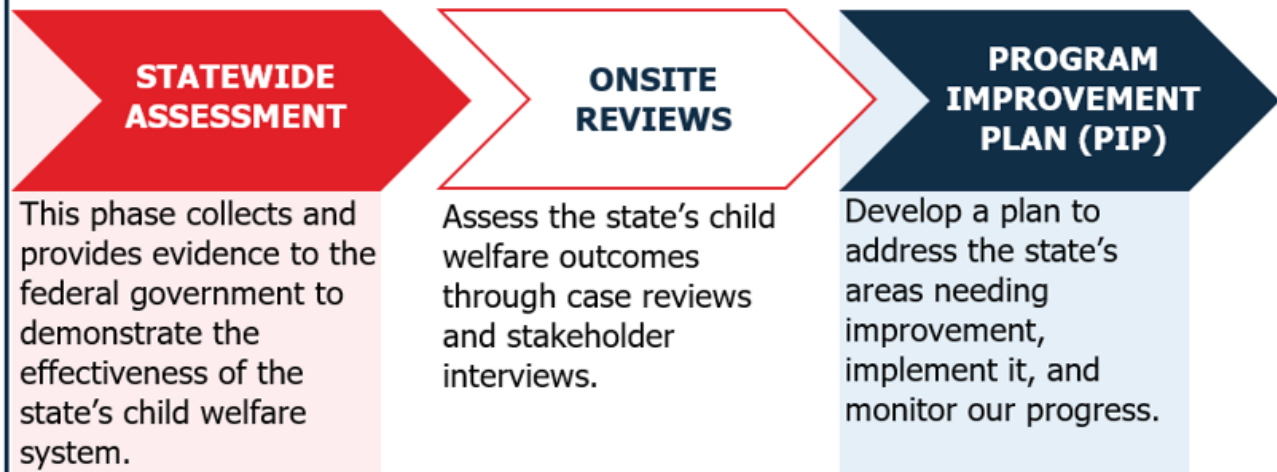 STATEWIDE
ASSESSMENT
This phase collects and
provides evidence to the
federal government to
demonstrate the
effectiveness of the
state's child welfare
system.
ONSITE
REVIEWS
Assess the state's child
welfare outcomes
through case reviews
and stakeholder
interviews.
PROGRAM
IMPROVEMENT
PLAN (PIP)
Develop a plan to
address the state's
areas needing
improvement,
implement it, and
monitor our progress.